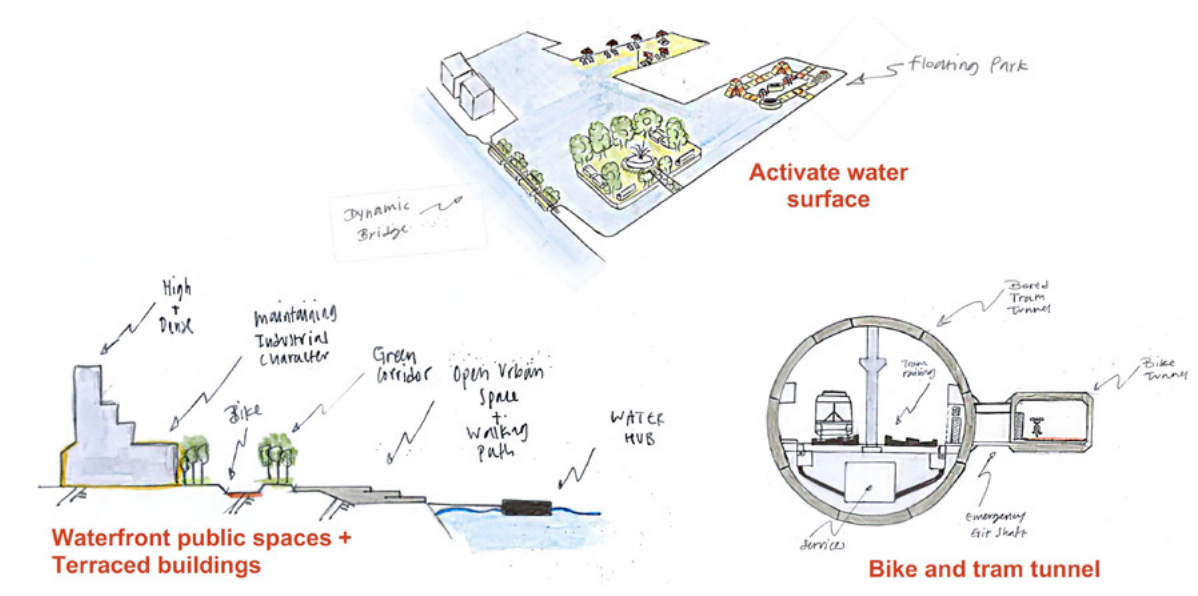 Floating Park
Activate water
surface
Dynamic
Bridge
High
+
Dense
maintaining
Industrial
Character
Bike
Green
Corridor
Open Urban
Space
+
Walking
Path
WATER
HUB
Waterfront public spaces +
Terraced buildings
Bored
Tram
Tunnel
Tram
railing
Bike
Tunnel
Services
Emergency
Exit Shaft
Bike and tram tunnel